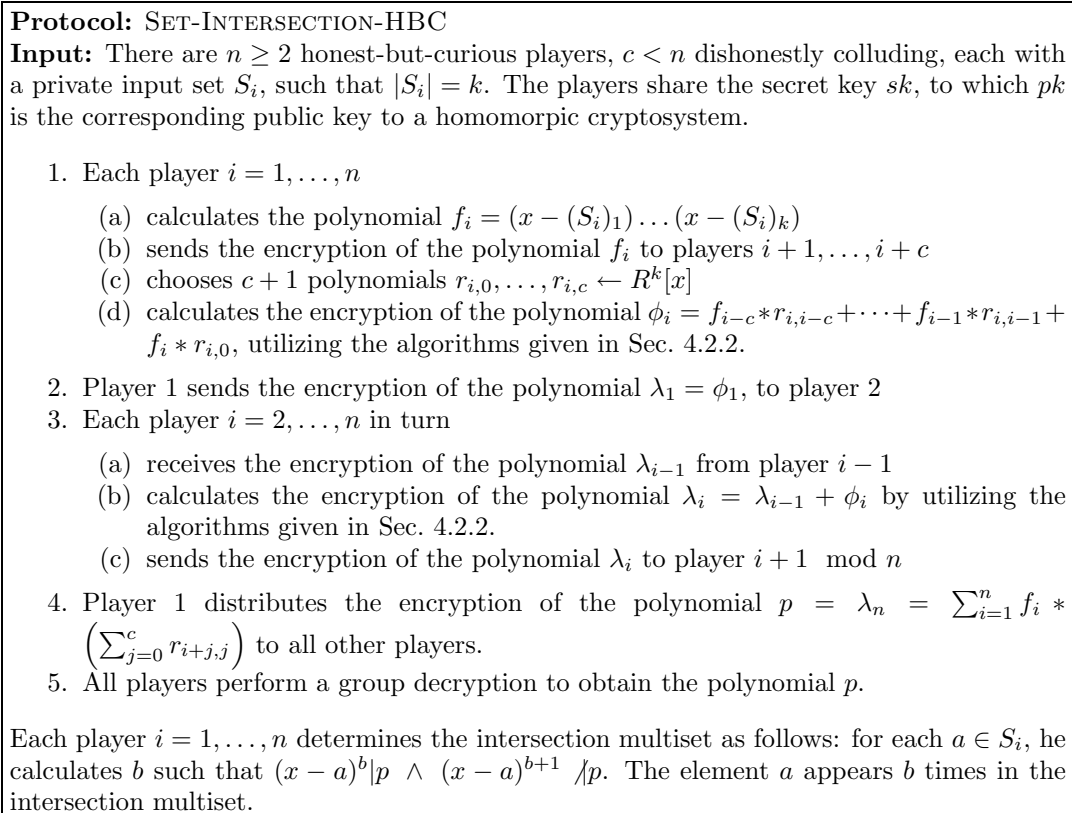 Protocol: SET-INTERSECTION-HBC
Input: There are n ≥ 2 honest-but-curious players, c < n dishonestly colluding, each with
a private input set S_i, such that |S_i| = k. The players share the secret key sk, to which pk
is the corresponding public key to a homomorpic cryptosystem.
1. Each player i = 1, . . . , n
(a) calculates the polynomial f_i = (x − (S_i)_1) . . . (x − (S_i)_k)
(b) sends the encryption of the polynomial f_i to players i + 1, . . . , i + c
(c) chooses c + 1 polynomials r_{i,0}, . . . , r_{i,c} ← R^k[x]
(d) calculates the encryption of the polynomial ϕ_i = f_{i−c} ∗ r_{i,i−c} + · · · + f_{i−1} ∗ r_{i,i−1} +
f_i ∗ r_{i,0}, utilizing the algorithms given in Sec. 4.2.2.
2. Player 1 sends the encryption of the polynomial λ_1 = ϕ_1, to player 2
3. Each player i = 2, . . . , n in turn
(a) receives the encryption of the polynomial λ_{i−1} from player i − 1
(b) calculates the encryption of the polynomial λ_i = λ_{i−1} + ϕ_i by utilizing the
algorithms given in Sec. 4.2.2.
(c) sends the encryption of the polynomial λ_i to player i + 1 mod n
4. Player 1 distributes the encryption of the polynomial p = λ_n = ∑_{i=1}^{n} f_i ∗
(∑_{j=0}^{c} r_{i+j,j}) to all other players.
5. All players perform a group decryption to obtain the polynomial p.
Each player i = 1, . . . , n determines the intersection multiset as follows: for each a ∈ S_i, he
calculates b such that (x − a)^b | p ∧ (x − a)^{b+1} ∤ p. The element a appears b times in the
intersection multiset.